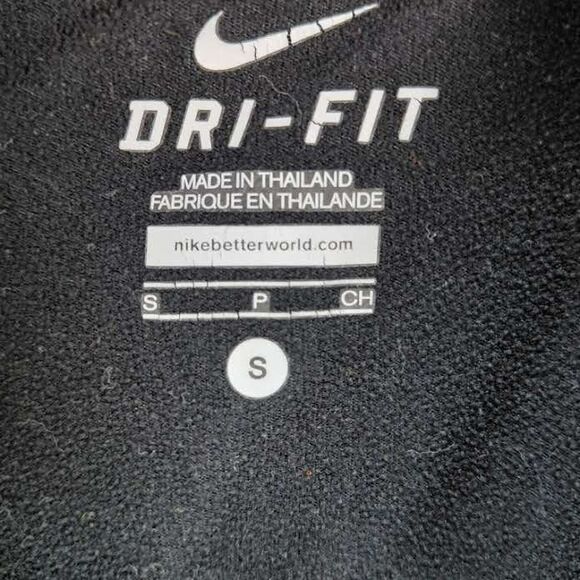 DRI-FIT
MADE IN THAILAND
FABRIQUE EN THAILANDE
nikebetterworld.com
S P CH
S